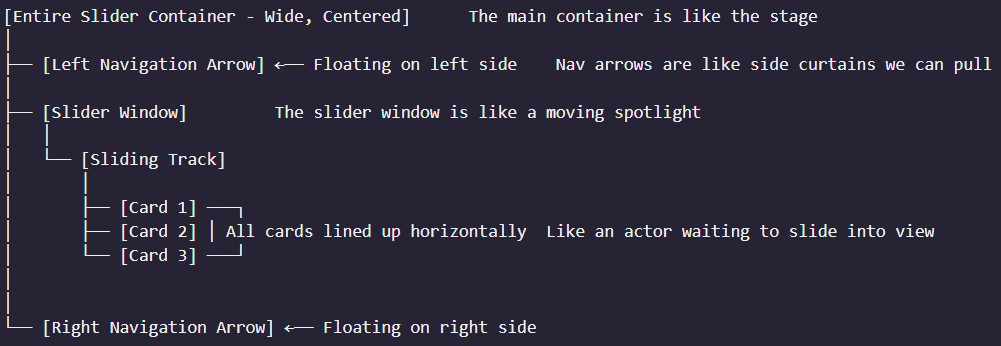 [Entire Slider Container - Wide, Centered]      The main container is like the stage
│
├── [Left Navigation Arrow] ←── Floating on left side    Nav arrows are like side curtains we can pull
│
├── [Slider Window]         The slider window is like a moving spotlight
│   │
│   └── [Sliding Track]
│       │
│       ├── [Card 1] ───┐
│       ├── [Card 2] │ All cards lined up horizontally  Like an actor waiting to slide into view
│       └── [Card 3] ───┘
│
│
└── [Right Navigation Arrow] ←── Floating on right side